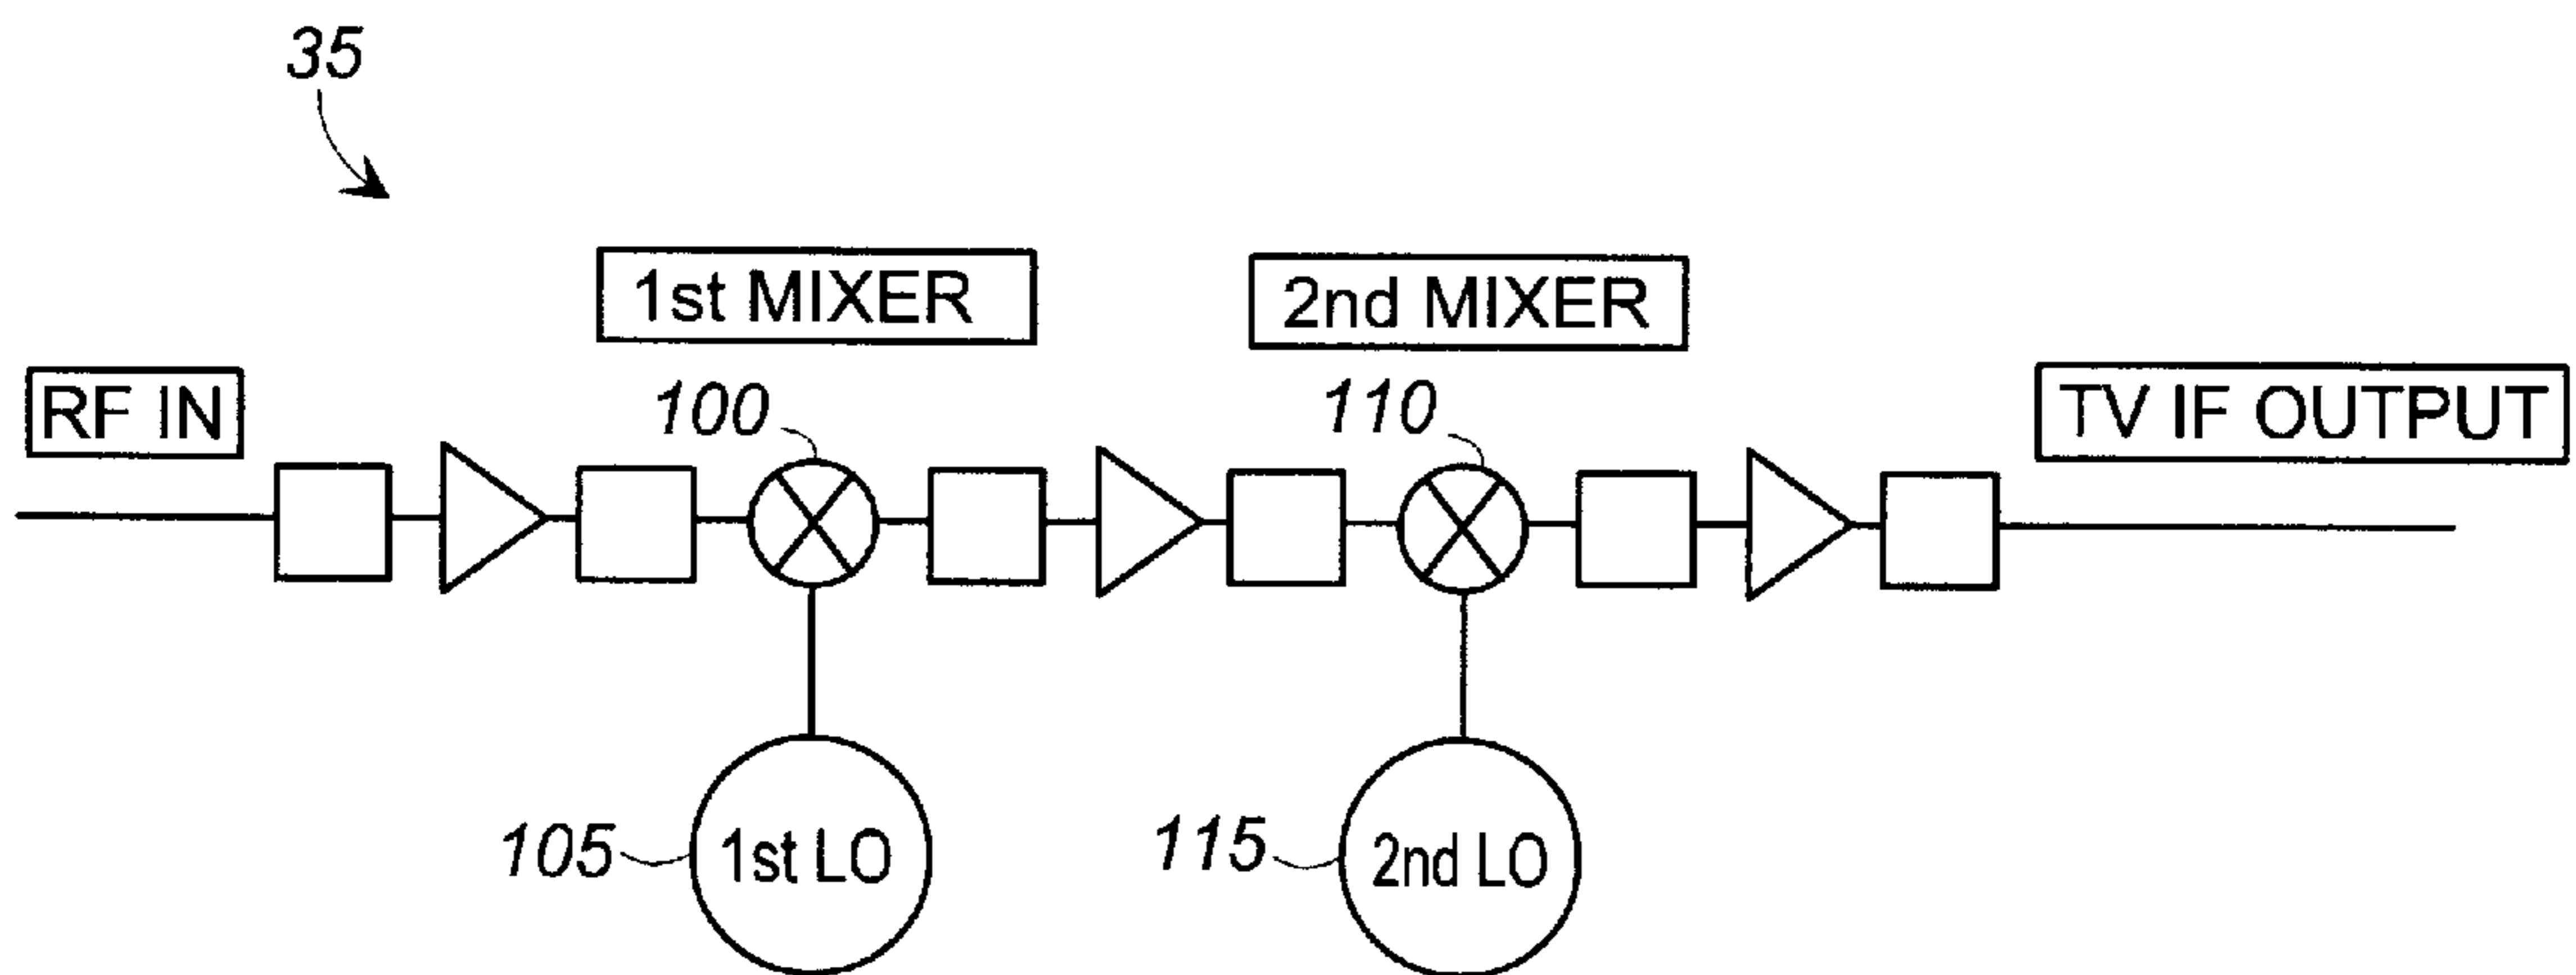 35
1st MIXER
2nd MIXER
RF IN
100
110
TV IF OUTPUT
105
1st LO
115
2nd LO